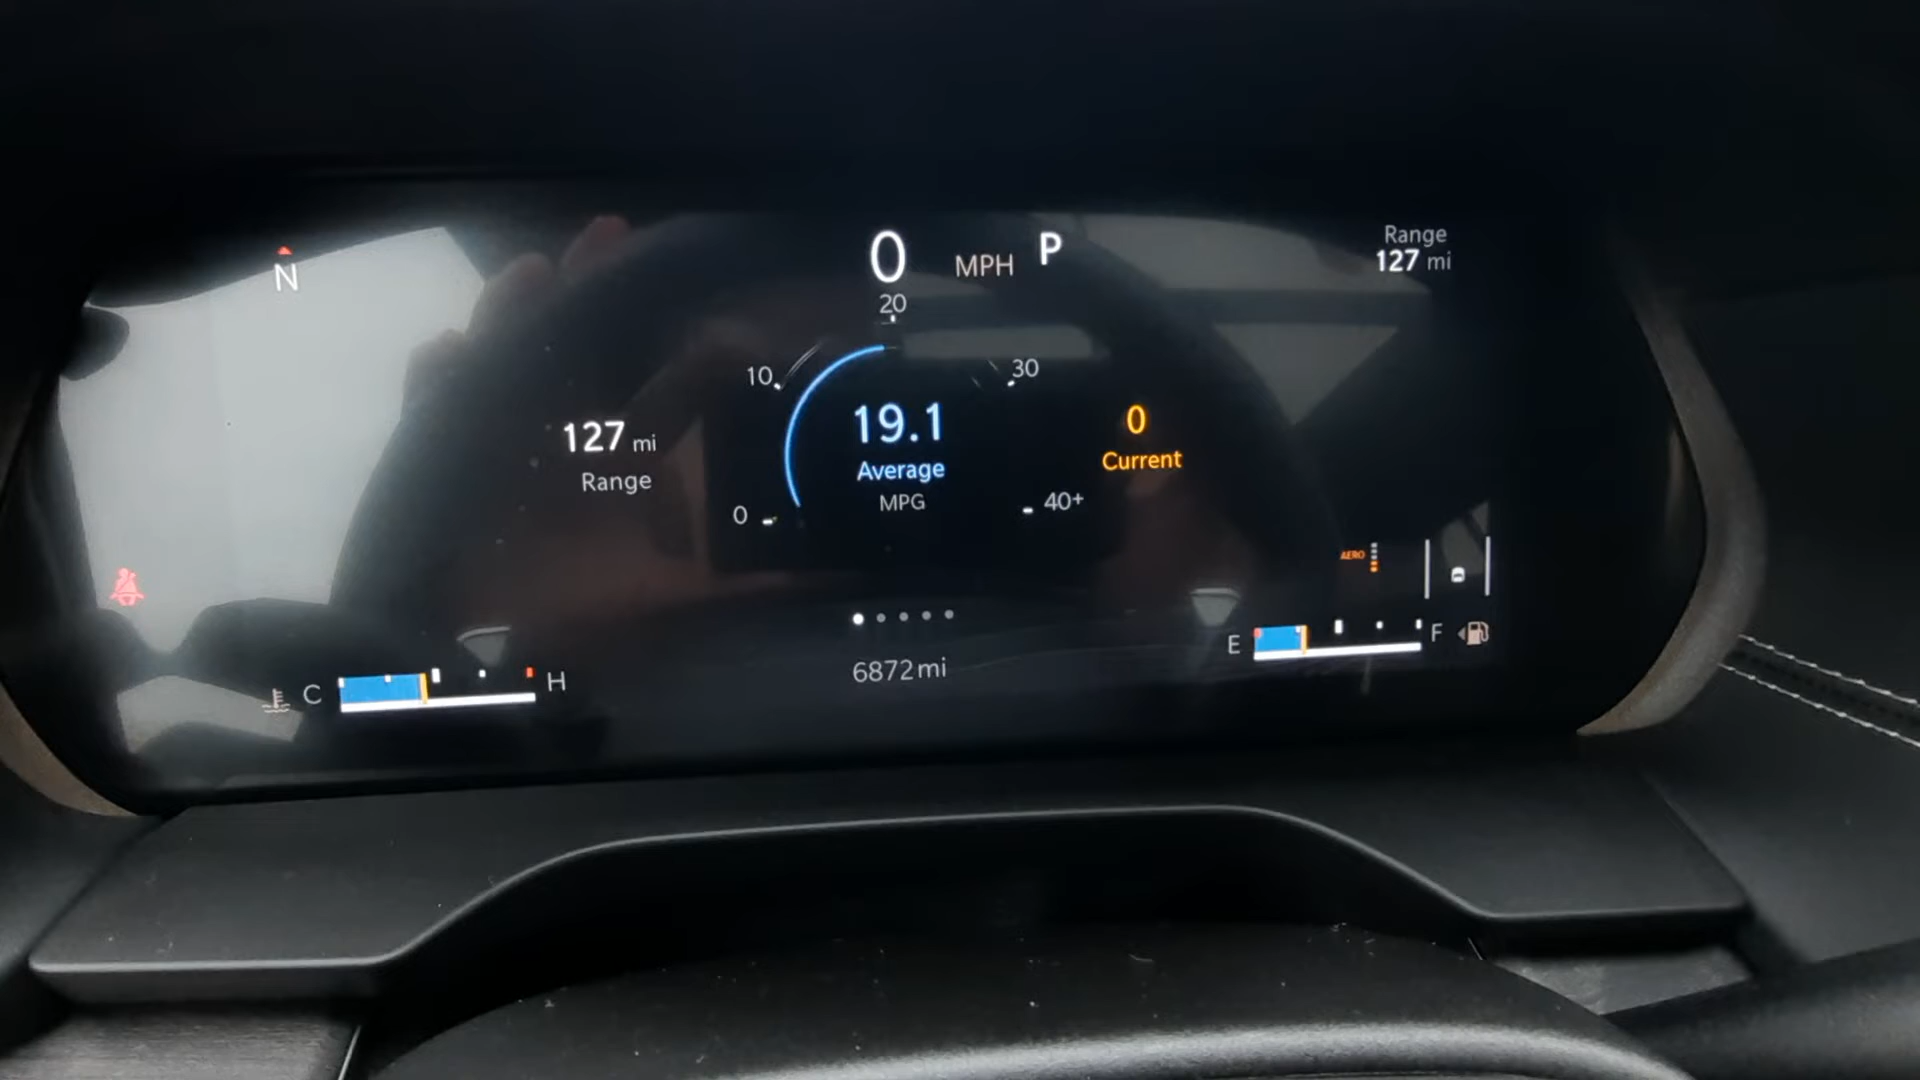 N
0 MPH P
Range
127 mi
20
10
30
127 mi
Range
19.1
Average
MPG
0
Current
0
40+
AERO
E F
6872 mi
C H